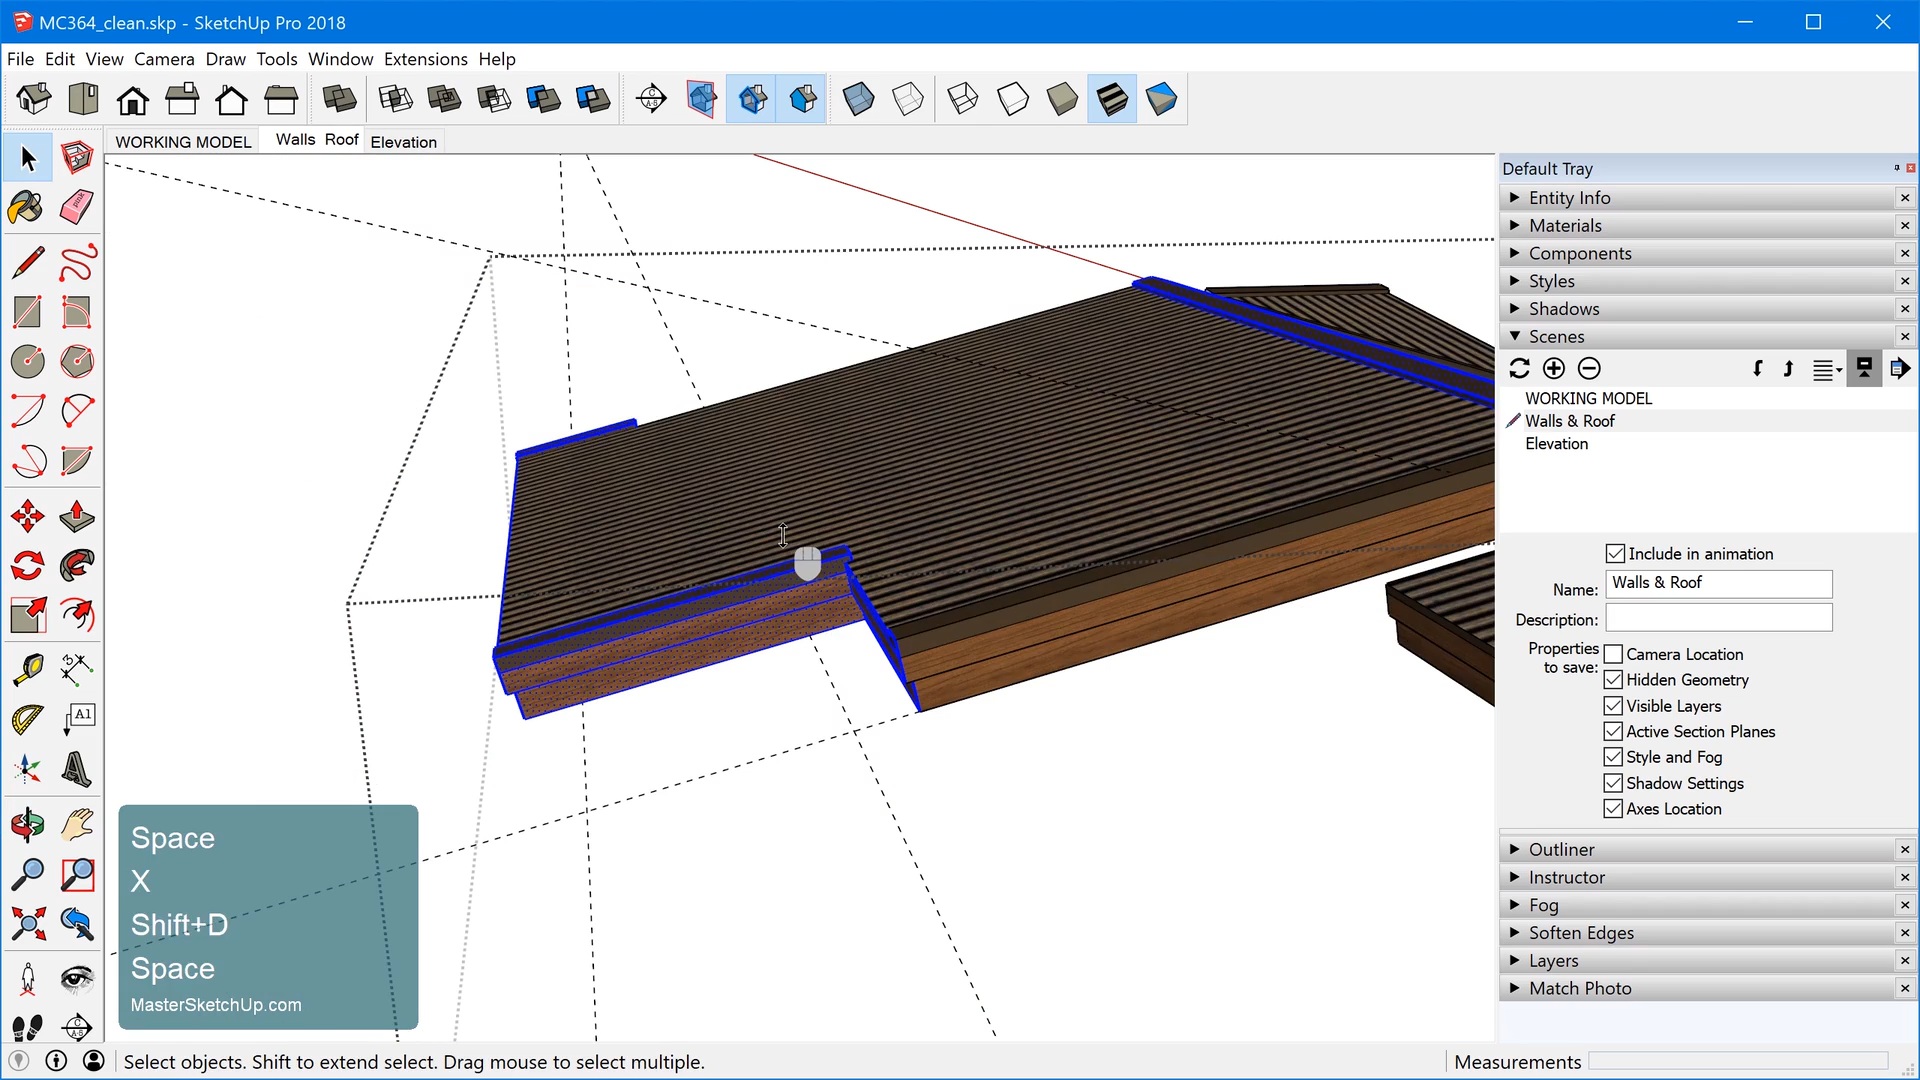 MC364_clean.skp - SketchUp Pro 2018
File Edit View Camera Draw Tools Window Extensions Help
WORKING MODEL Walls Roof Elevation
Default Tray
Entity Info
Materials
Components
Styles
Shadows
Scenes
WORKING MODEL
Walls & Roof
Elevation
Include in animation
Name: Walls & Roof
Description:
Properties to save:
Camera Location
Hidden Geometry
Visible Layers
Active Section Planes
Style and Fog
Shadow Settings
Axes Location
Outliner
Instructor
Fog
Soften Edges
Layers
Match Photo
Space
X
Shift+D
Space
MasterSketchUp.com
Select objects. Shift to extend select. Drag mouse to select multiple.
Measurements